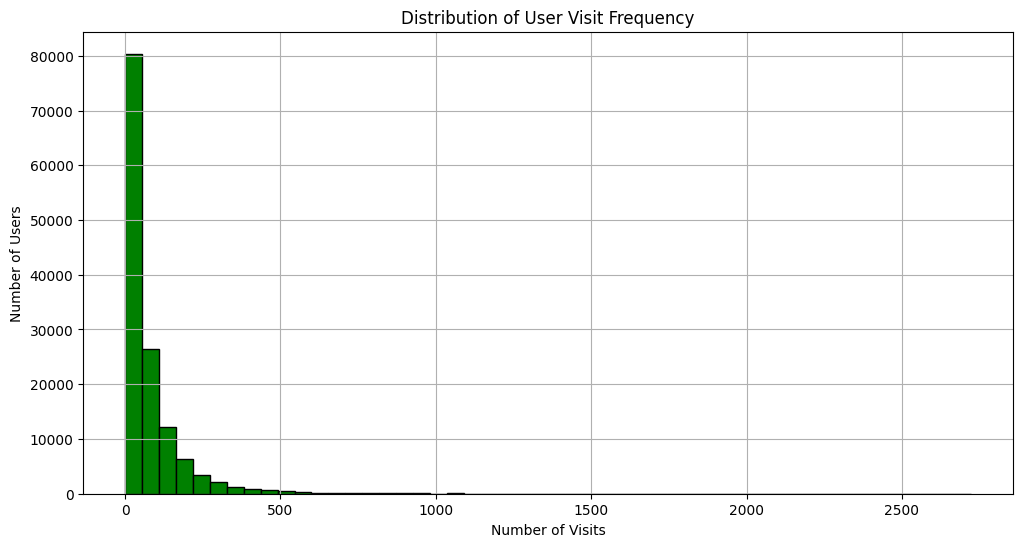 Distribution of User Visit Frequency
Number of Users
80000
70000
60000
50000
40000
30000
20000
10000
0
0 500 1000 1500 2000 2500
Number of Visits